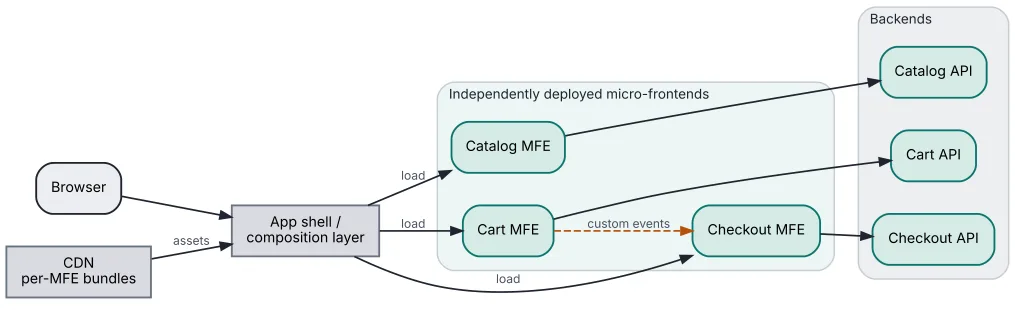 Backends
Catalog API
Independently deployed micro-frontends
Catalog MFE
Cart API
load
Browser
App shell /
composition layer
load
Cart MFE
custom events
Checkout MFE
Checkout API
assets
CDN
per-MFE bundles
load